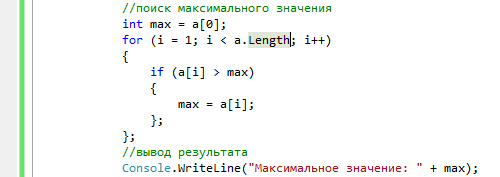 //поиск максимального значения
int max = a[0];
for (i = 1; i < a.Length; i++)
{
if (a[i] > max)
{
max = a[i];
};
};
//вывод результата
Console.WriteLine("Максимальное значение: " + max);